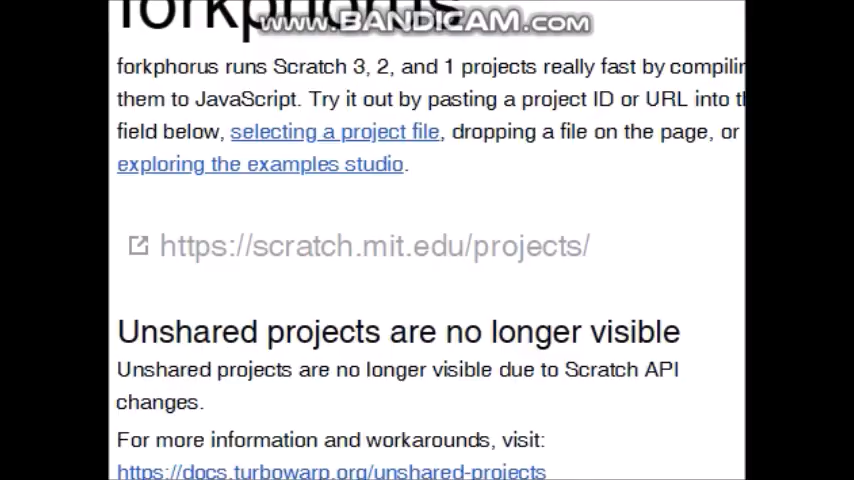 forkphorus
www.BANDICAM.com
forkphorus runs Scratch 3, 2, and 1 projects really fast by compilin
them to JavaScript. Try it out by pasting a project ID or URL into th
field below, selecting a project file, dropping a file on the page, or
exploring the examples studio.
https://scratch.mit.edu/projects/
Unshared projects are no longer visible
Unshared projects are no longer visible due to Scratch API
changes.
For more information and workarounds, visit:
https://docs.turbowarp.org/unshared-projects